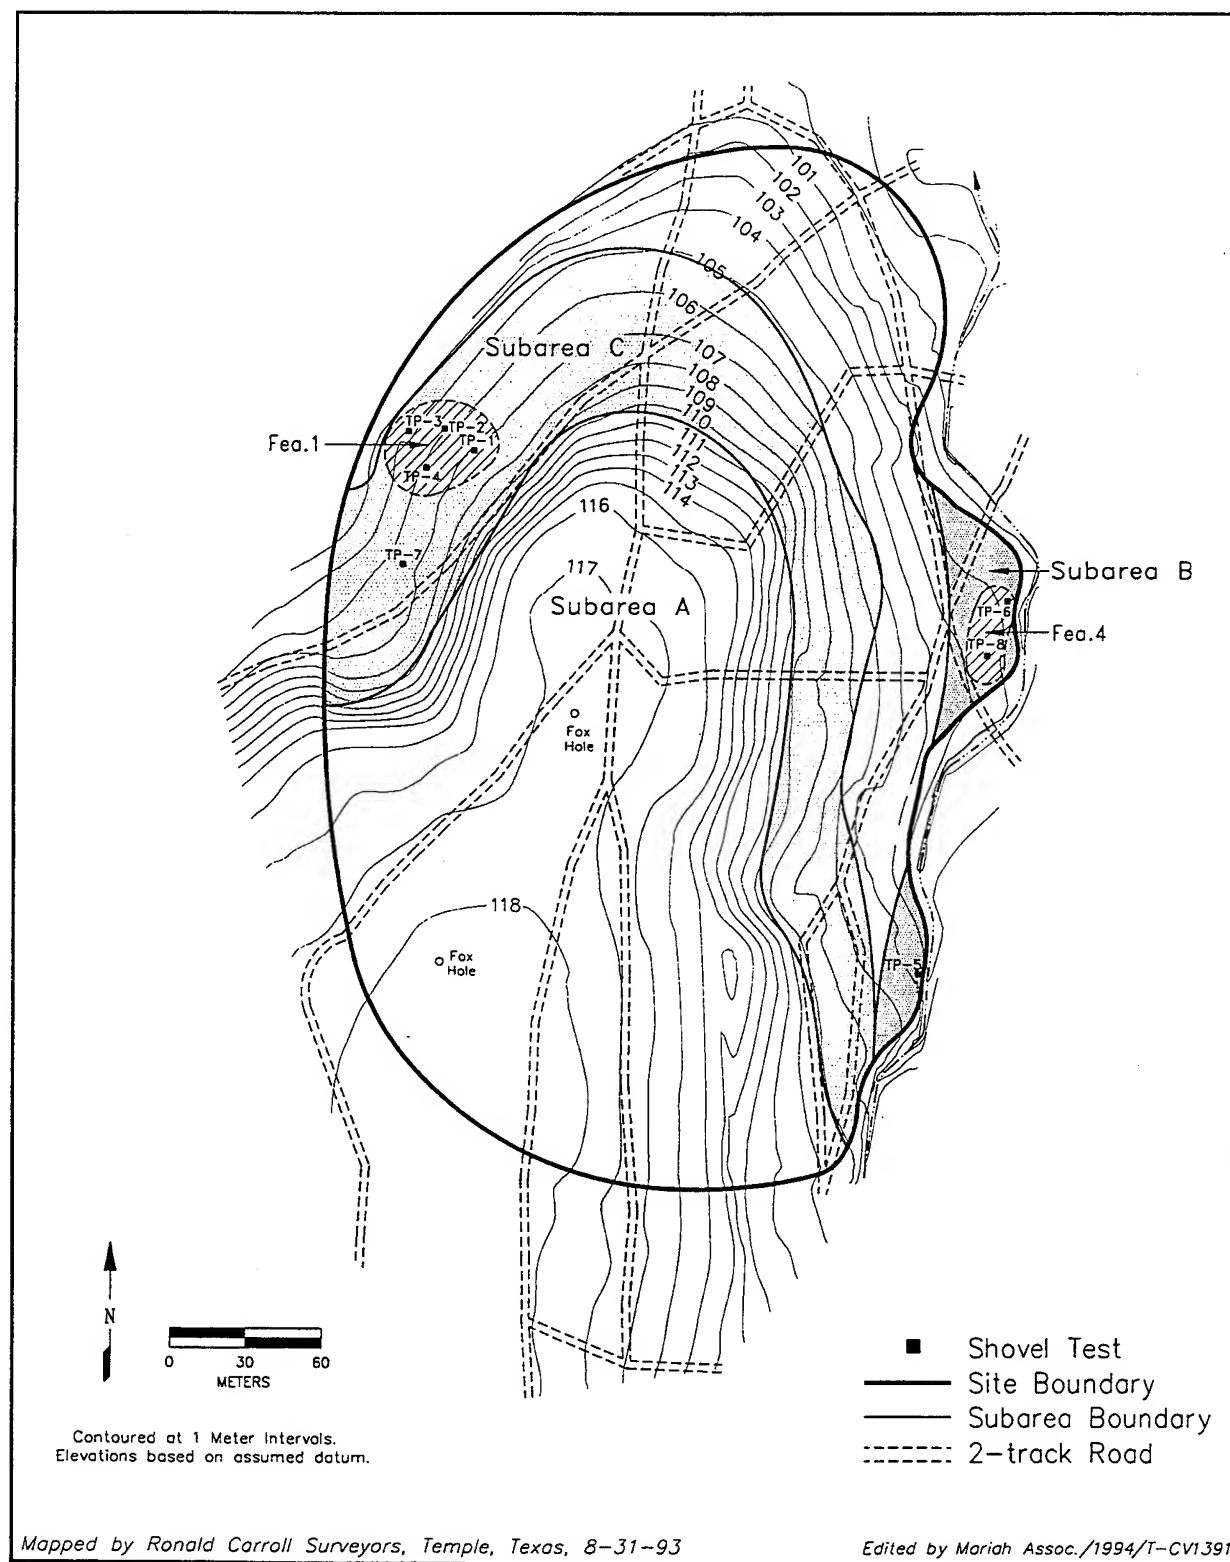 101
102
103
104
105
106
Subarea C
107
108
109
110
111
112
113
114
TP-3
TP-2
TP-1
Fea.1
TP-4
116
TP-7
117
Subarea A
Subarea B
TP-6
Fea.4
TP-8
Fox
Hole
118
Fox
Hole
TP-5
N
0 30 60
METERS
Contoured at 1 Meter Intervals.
Elevations based on assumed datum.
Shovel Test
Site Boundary
Subarea Boundary
2-track Road
Mapped by Ronald Carroll Surveyors, Temple, Texas, 8-31-93
Edited by Mariah Assoc./1994/T-CV1391